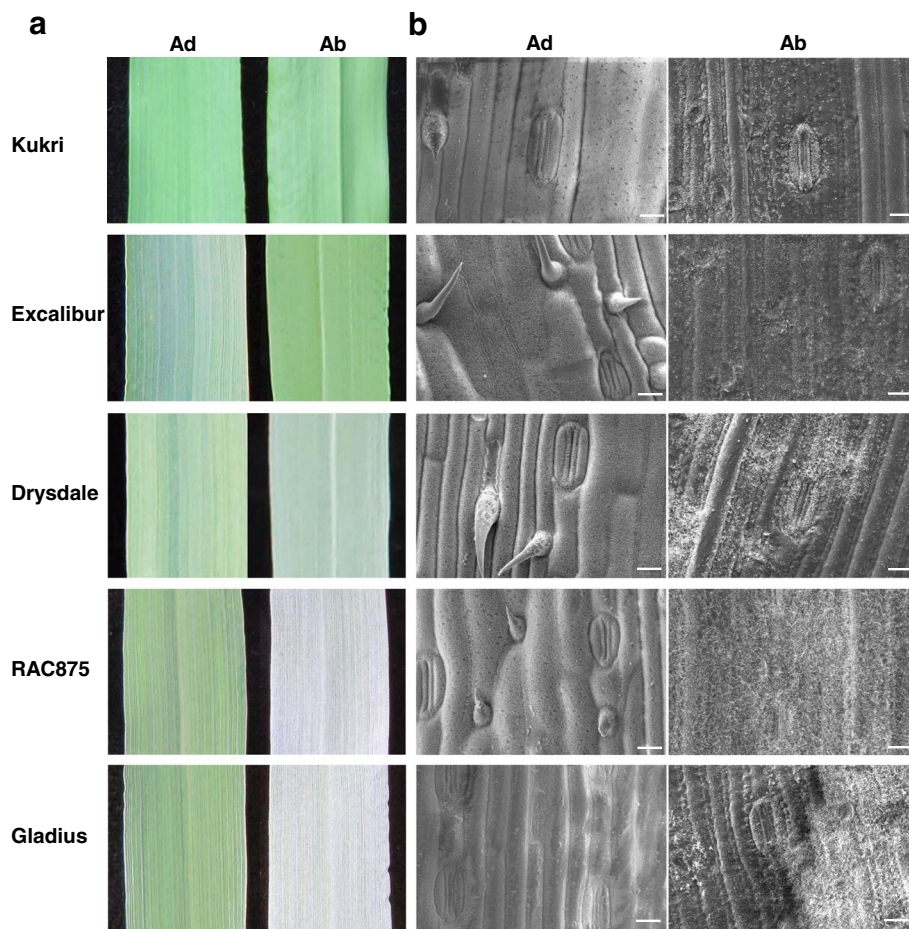 a b
Ad Ab Ad Ab
Kukri
Excalibur
Drysdale
RAC875
Gladius